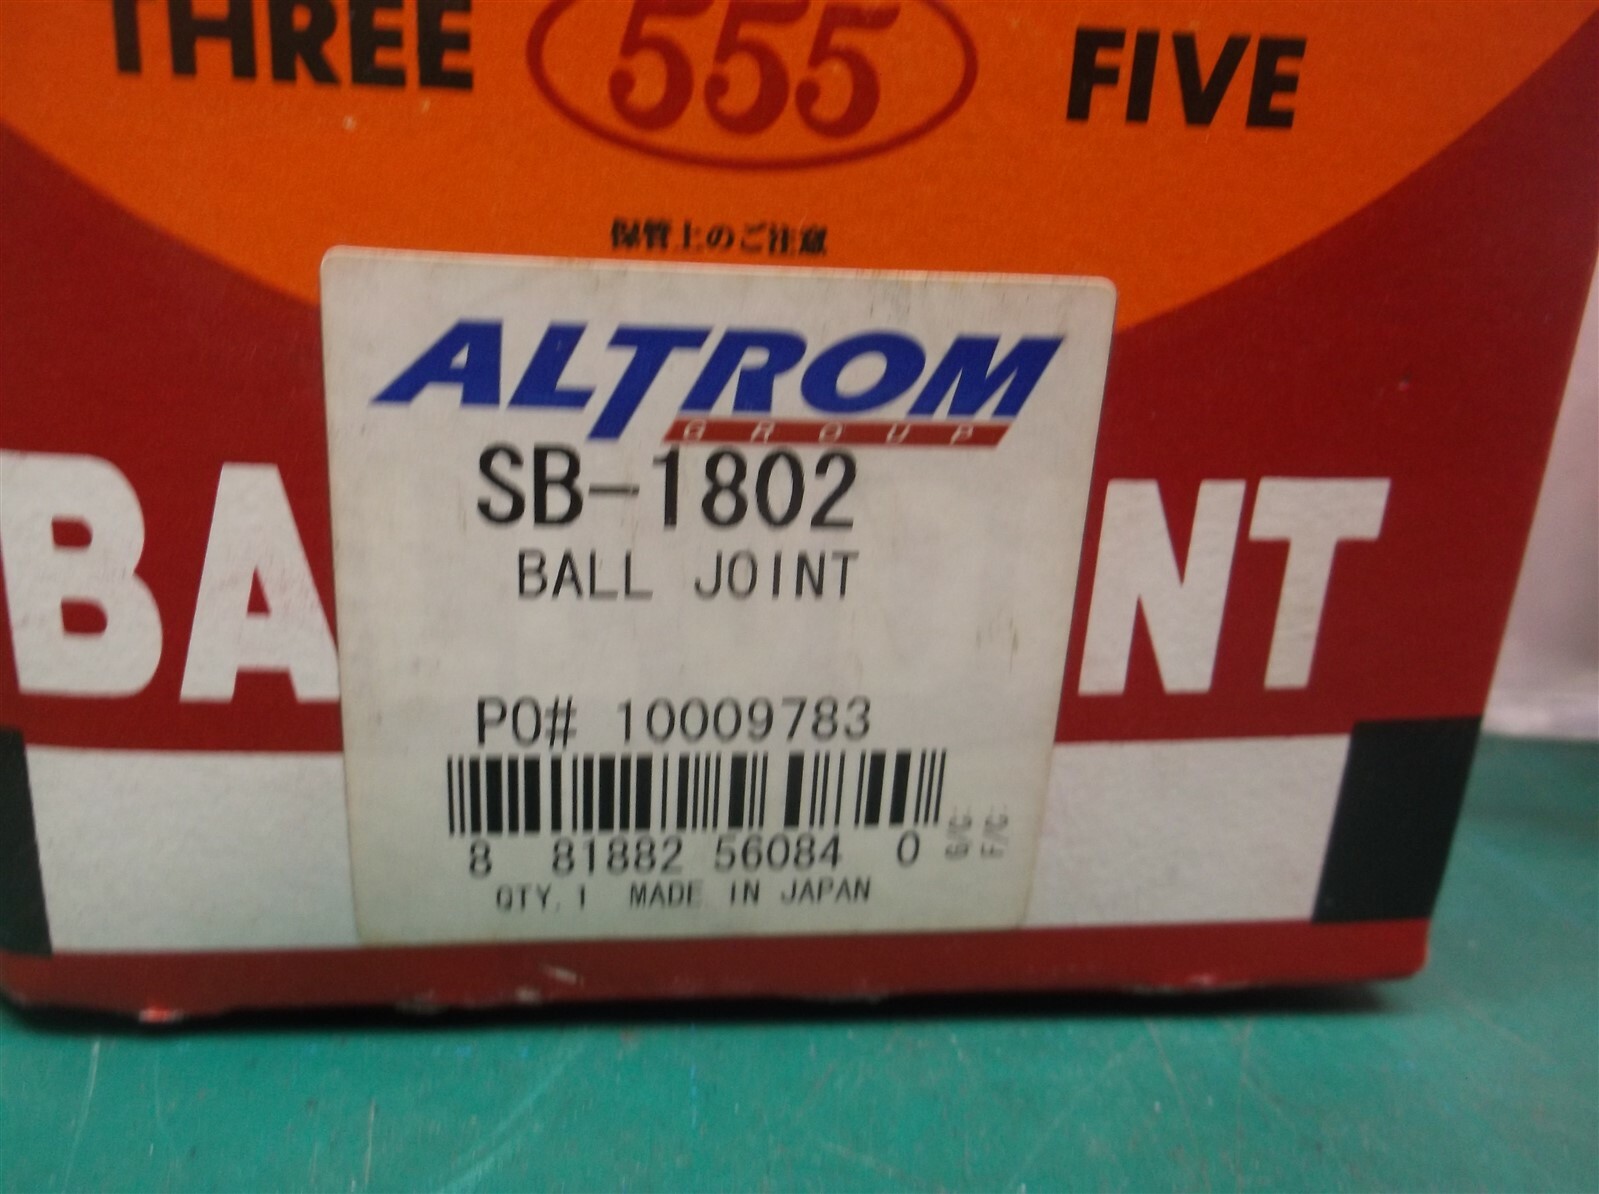 THREE 555 FIVE
保管上のご注意
ALTROM
GROUP
SB-1802
BALL JOINT
BA NT
PO# 10009783
8 81882 56084 0
G/C:
F/C:
QTY. 1 MADE IN JAPAN